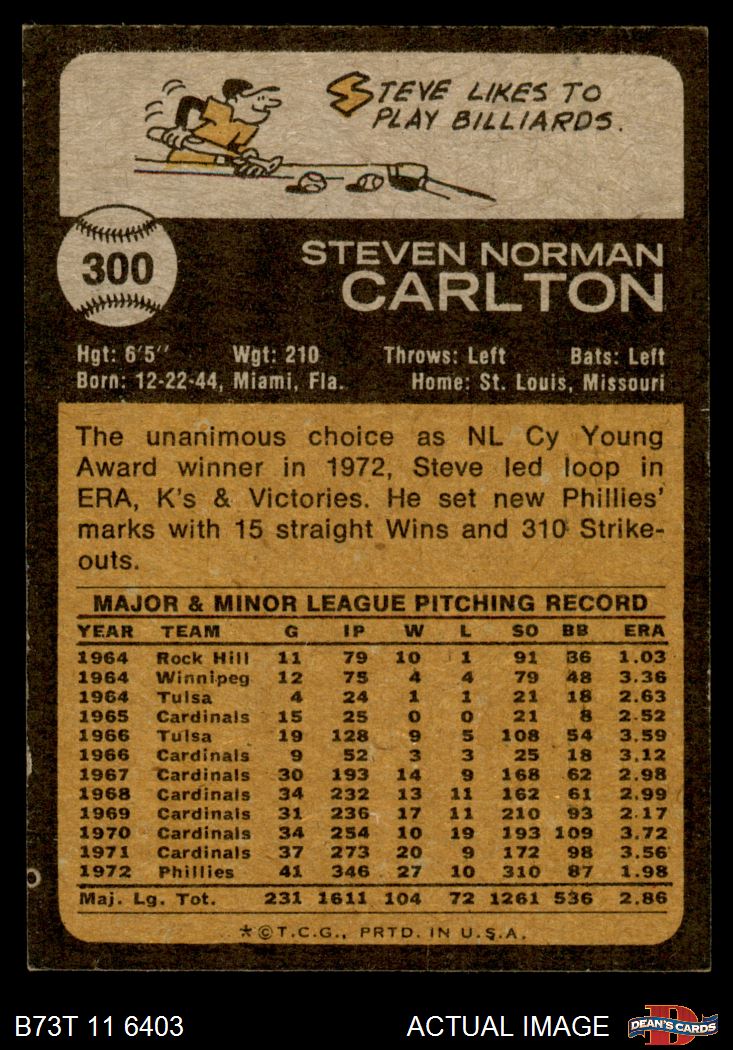 STEVE LIKES TO
PLAY BILLIARDS.
300
STEVEN NORMAN
CARLTON
Hgt: 6'5" Wgt: 210 Throws: Left Bats: Left
Born: 12-22-44, Miami, Fla. Home: St. Louis, Missouri
The unanimous choice as NL Cy Young
Award winner in 1972, Steve led loop in
ERA, K's & Victories. He set new Phillies'
marks with 15 straight Wins and 310 Strike-
outs.
MAJOR & MINOR LEAGUE PITCHING RECORD
YEAR TEAM G IP W L SO BB ERA
1964 Rock Hill 11 79 10 1 91 36 1.03
1964 Winnipeg 12 75 4 4 79 48 3.36
1964 Tulsa 4 24 1 1 21 18 2.63
1965 Cardinals 15 25 0 0 21 8 2.52
1966 Tulsa 19 128 9 5 108 54 3.59
1966 Cardinals 9 52 3 3 25 18 3.12
1967 Cardinals 30 193 14 9 168 62 2.98
1968 Cardinals 34 232 13 11 162 61 2.99
1969 Cardinals 31 236 17 11 210 93 2.17
1970 Cardinals 34 254 10 19 193 109 3.72
1971 Cardinals 37 273 20 9 172 98 3.56
1972 Phillies 41 346 27 10 310 87 1.98
Maj. Lg. Tot. 231 1611 104 72 1261 536 2.86
*©T.C.G., PRTD. IN U.S.A.
B73T 11 6403 ACTUAL IMAGE D DEAN'S CARDS